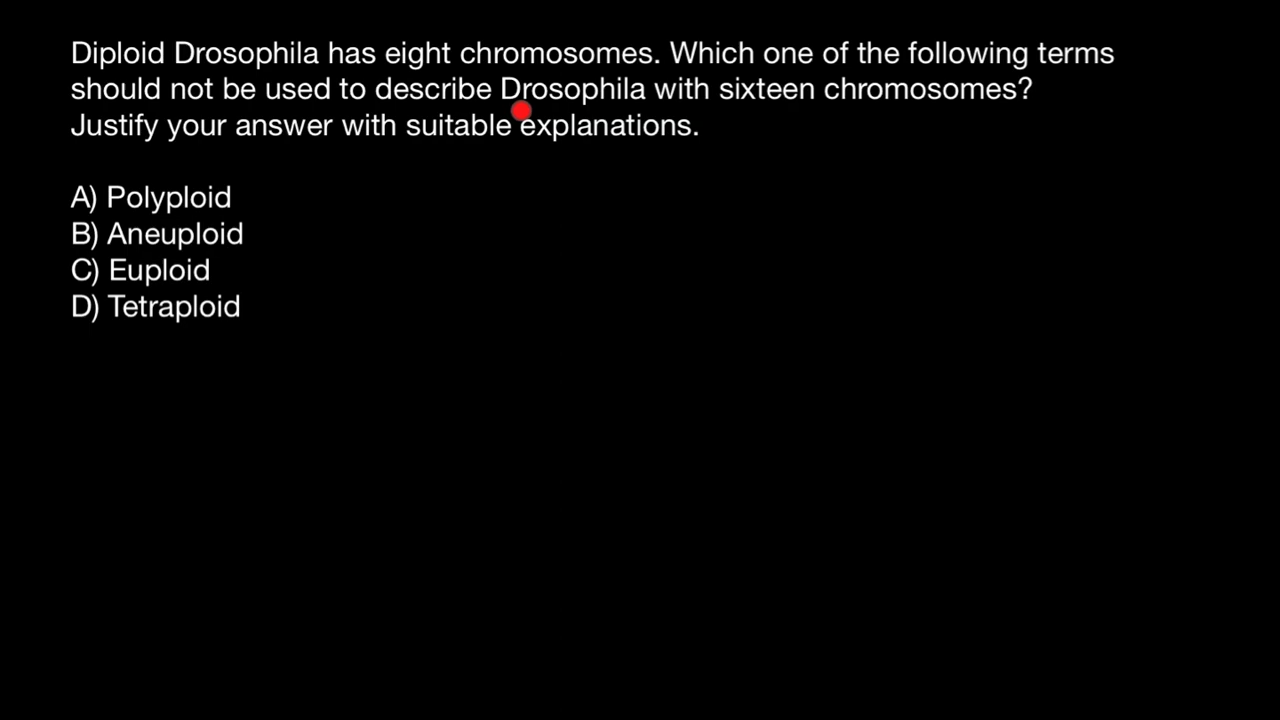 Diploid Drosophila has eight chromosomes. Which one of the following terms
should not be used to describe Drosophila with sixteen chromosomes?
Justify your answer with suitable explanations.
A) Polyploid
B) Aneuploid
C) Euploid
D) Tetraploid